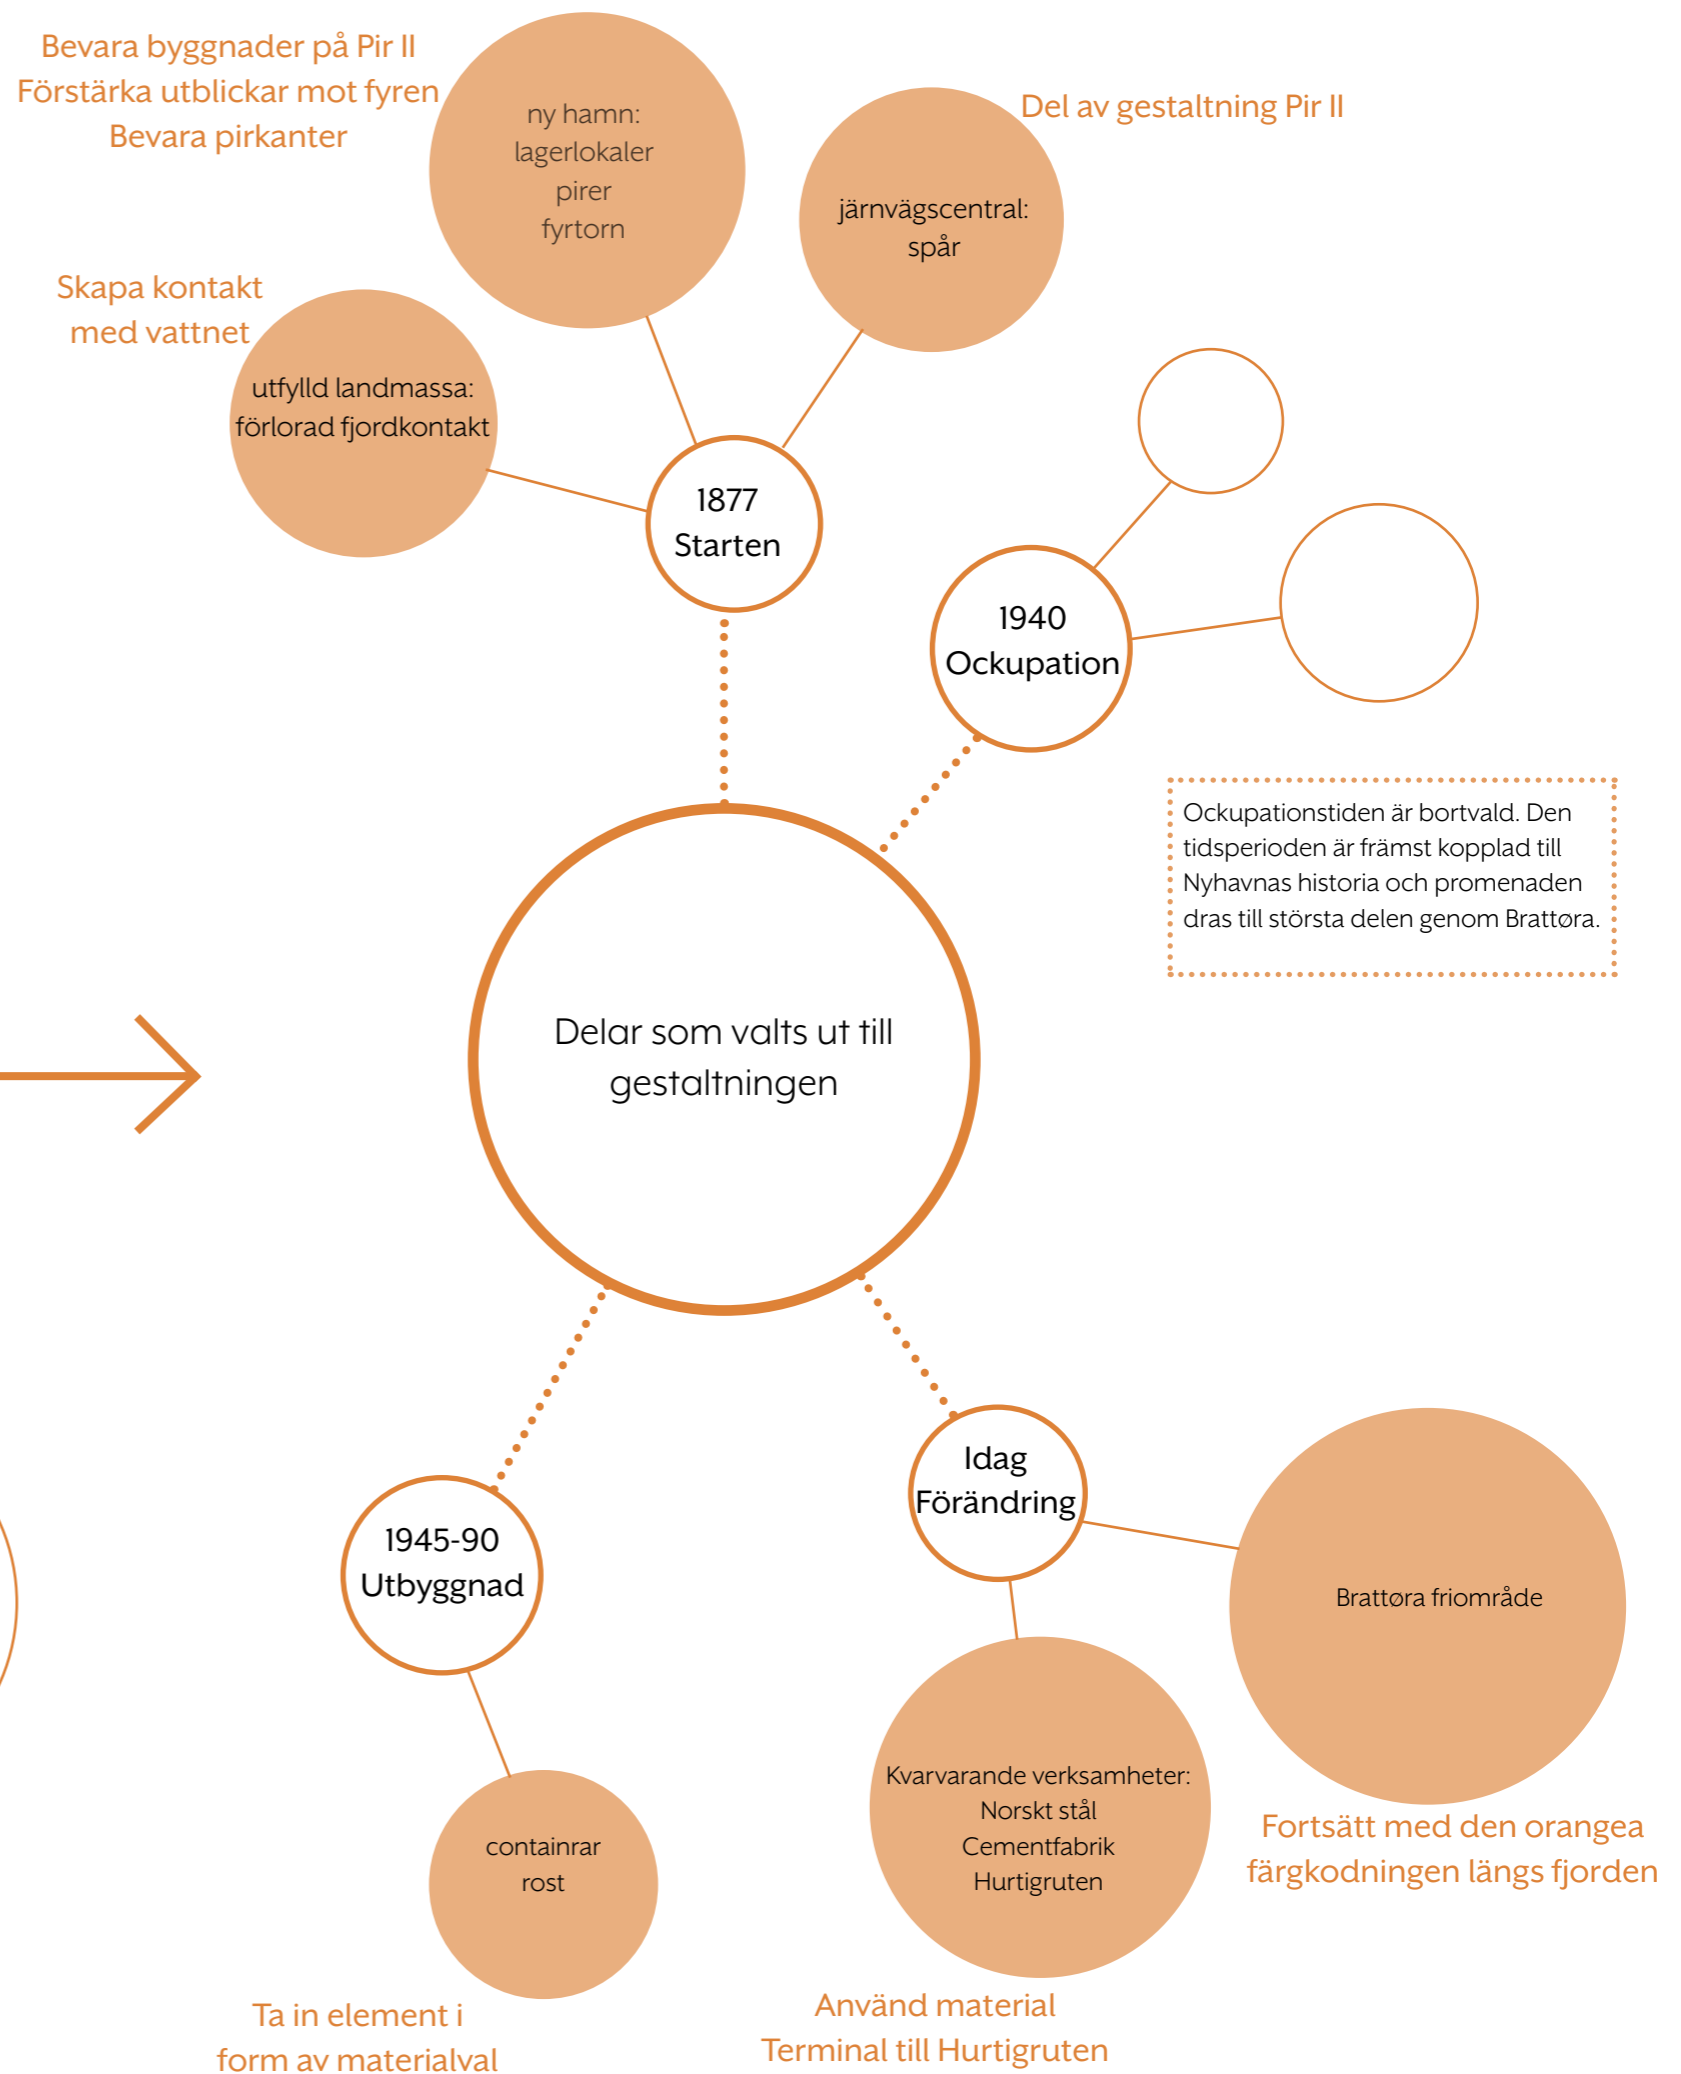 Bevara byggnader på Pir II
Förstärka utblickar mot fyren
Bevara pirkanter
ny hamn:
lagerlokaler
pirer
fyrtorn
Del av gestaltning Pir II
järnvägscentral:
spår
Skapa kontakt
med vattnet
utfylld landmassa:
förlorad fjordkontakt
1877
Starten
1940
Ockupation
Ockupationstiden är bortvald. Den
tidsperioden är främst kopplad till
Nyhavnas historia och promenaden
dras till största delen genom Brattøra.
Delar som valts ut till
gestaltningen
1945-90
Utbyggnad
containrar
rost
Ta in element i
form av materialval
Idag
Förändring
Kvarvarande verksamheter:
Norskt stål
Cementfabrik
Hurtigruten
Använd material
Terminal till Hurtigruten
Brattøra friområde
Fortsätt med den orangea
färgkodningen längs fjorden